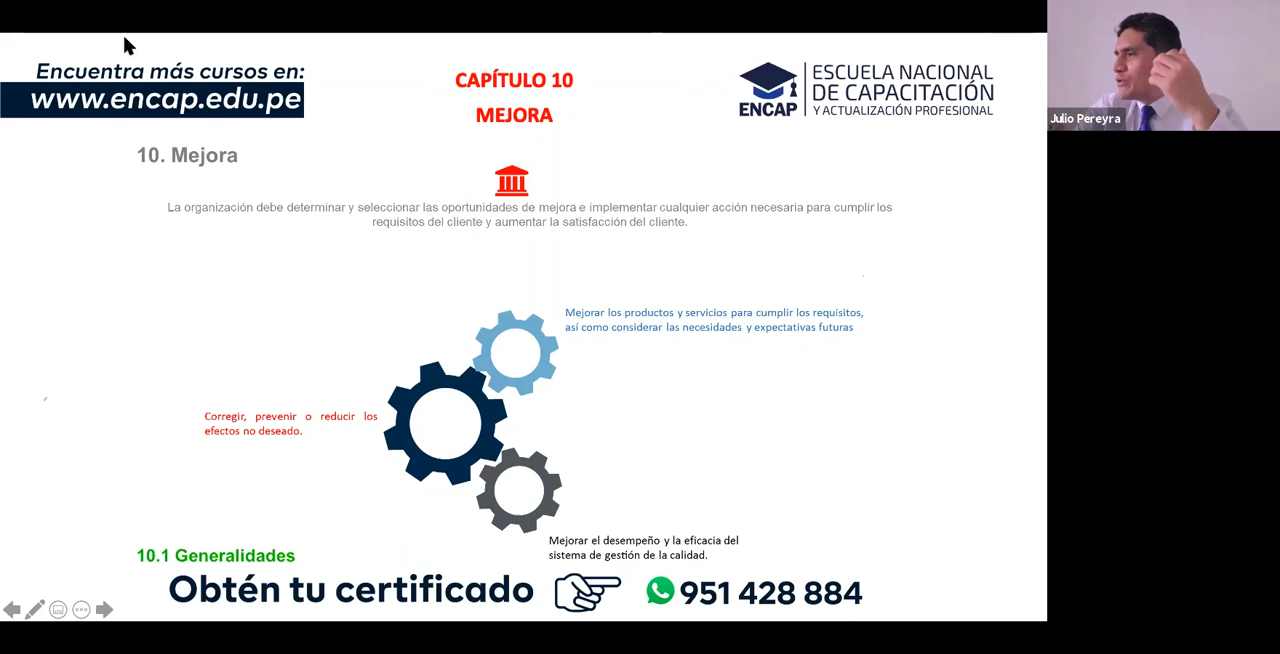 Encuentra más cursos en:
www.encap.edu.pe
CAPÍTULO 10
MEJORA
ENCAP
ESCUELA NACIONAL
DE CAPACITACIÓN
Y ACTUALIZACIÓN PROFESIONAL
Julio Pereyra
10. Mejora
La organización debe determinar y seleccionar las oportunidades de mejora e implementar cualquier acción necesaria para cumplir los
requisitos del cliente y aumentar la satisfacción del cliente.
Mejorar los productos y servicios para cumplir los requisitos,
así como considerar las necesidades y expectativas futuras
Corregir, prevenir o reducir los
efectos no deseado.
Mejorar el desempeño y la eficacia del
sistema de gestión de la calidad.
10.1 Generalidades
Obtén tu certificado
951 428 884